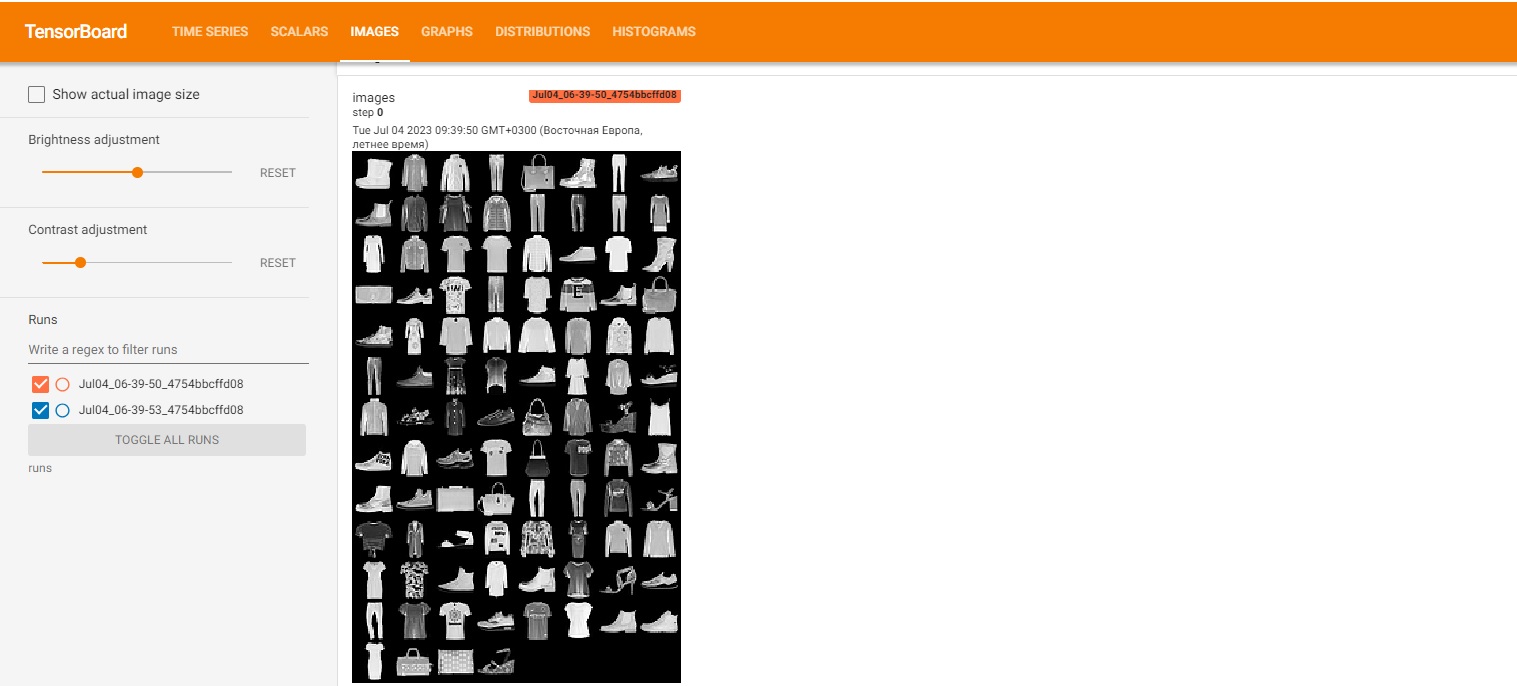 TensorBoard
TIME SERIES SCALARS IMAGES GRAPHS DISTRIBUTIONS HISTOGRAMS
Show actual image size
Brightness adjustment
RESET
Contrast adjustment
RESET
Runs
Write a regex to filter runs
Jul04_06-39-50_4754bbcffd08
Jul04_06-39-53_4754bbcffd08
TOGGLE ALL RUNS
runs
images Jul04_06-39-50_4754bbcffd08
step 0
Tue Jul 04 2023 09:39:50 GMT+0300 (Восточная Европа,
летнее время)
E